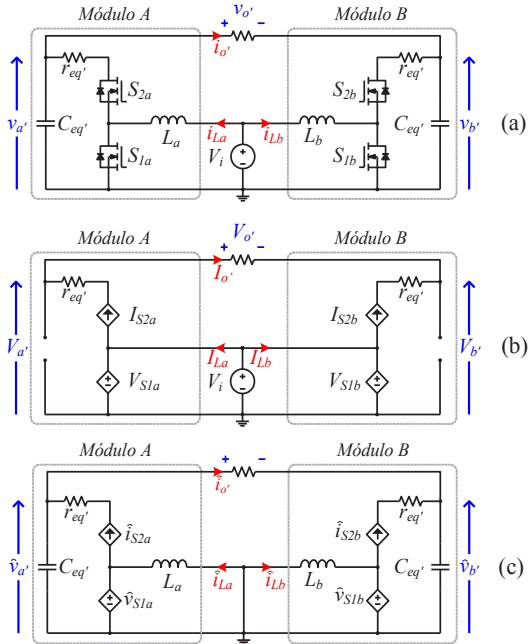 Módulo A v_o' Módulo B
+ −
i_o'
r_eq' r_eq'
S_2a S_2b
v_a' C_eq' i_La i_Lb C_eq' v_b' (a)
L_a V_i L_b
S_1a S_1b
Módulo A V_o' Módulo B
+ −
I_o'
r_eq' r_eq'
I_S2a I_S2b
V_a' I_La I_Lb V_b' (b)
V_S1a V_i V_S1b
Módulo A + − Módulo B
î_o'
r_eq' r_eq'
î_S2a î_S2b
v̂_a' C_eq' L_a î_La î_Lb L_b C_eq' v̂_b' (c)
v̂_S1a v̂_S1b